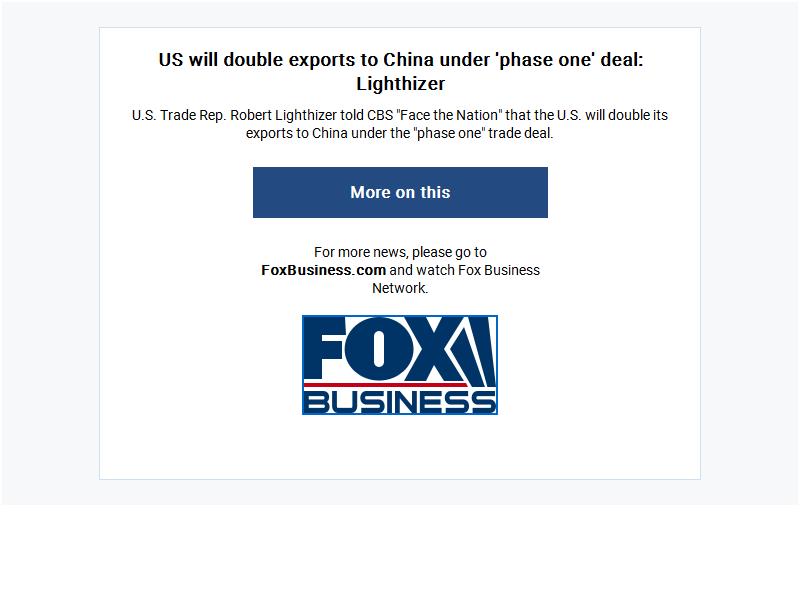 US will double exports to China under 'phase one' deal:
Lighthizer
U.S. Trade Rep. Robert Lighthizer told CBS "Face the Nation" that the U.S. will double its
exports to China under the "phase one" trade deal.
More on this
For more news, please go to
FoxBusiness.com and watch Fox Business
Network.
FOX
BUSINESS